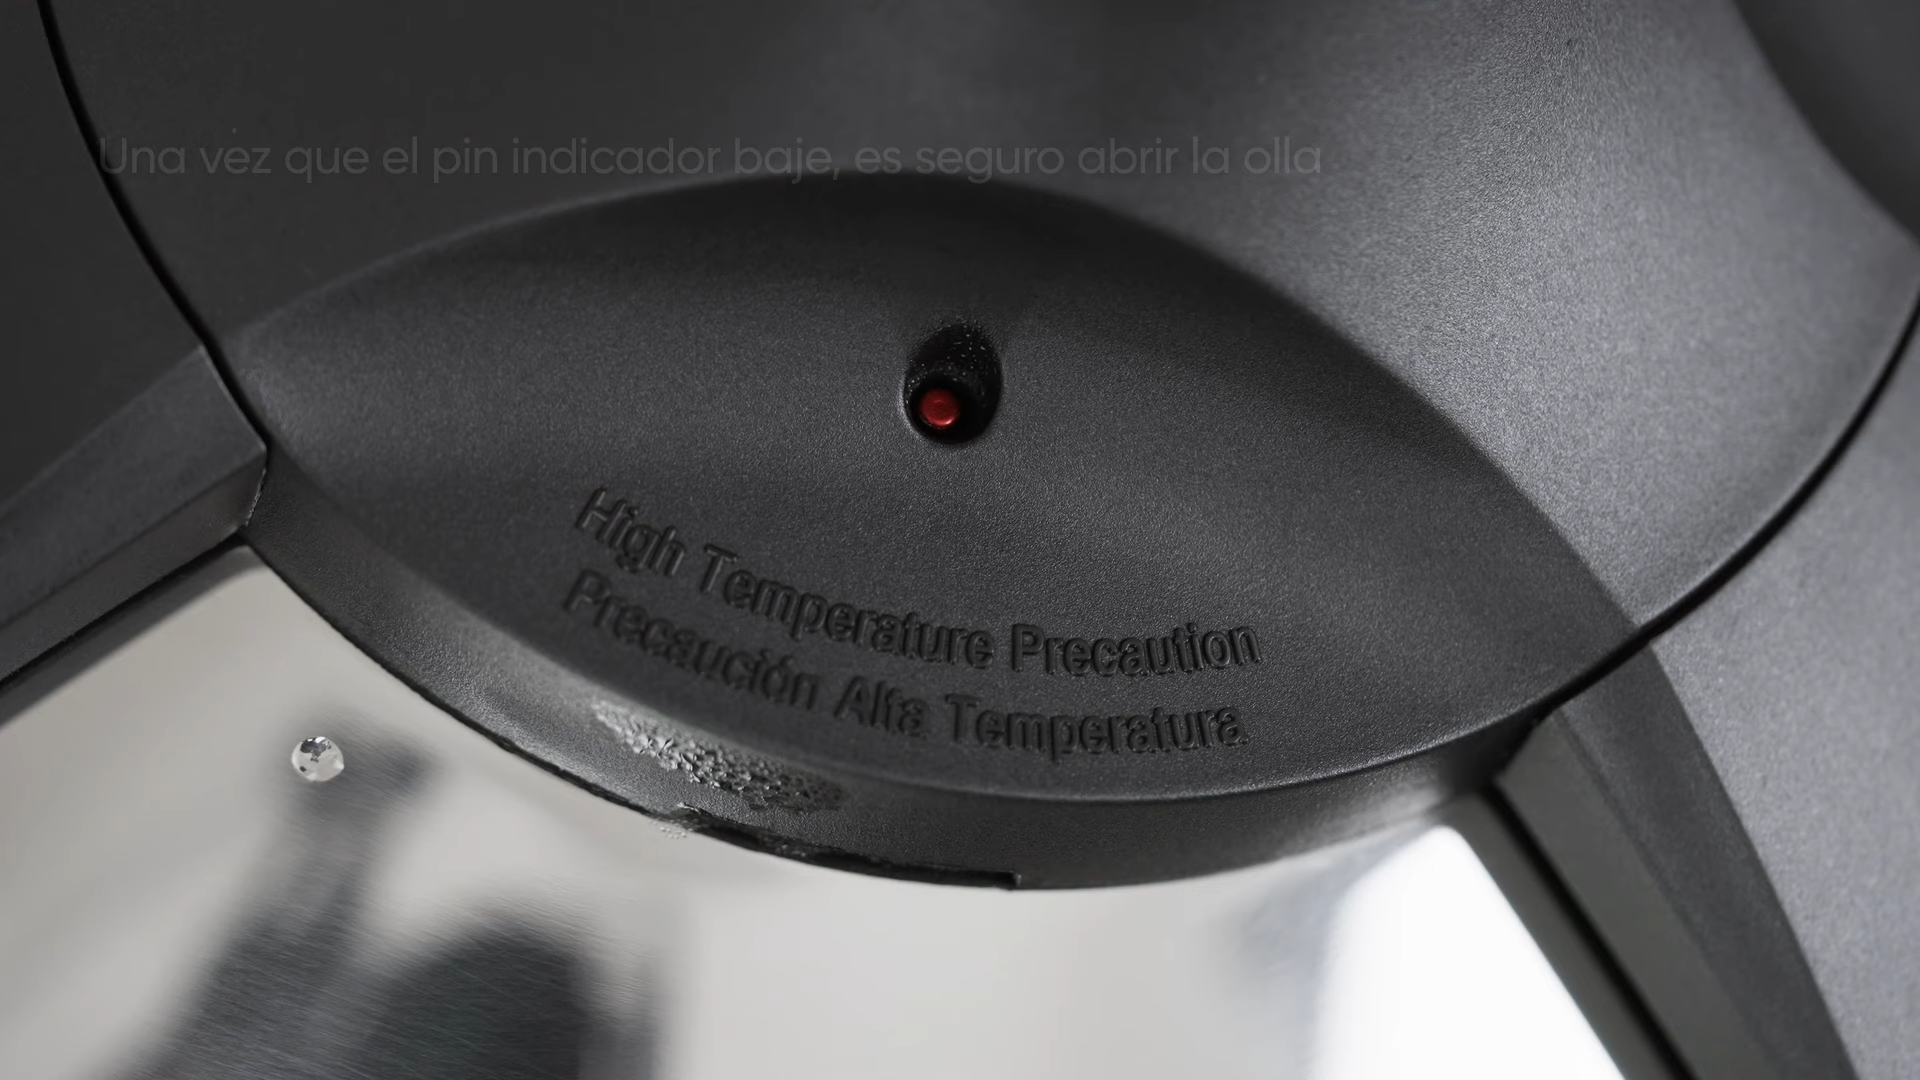 Una vez que el pin indicador baje, es seguro abrir la olla
High Temperature Precaution
Precaución Alta Temperatura